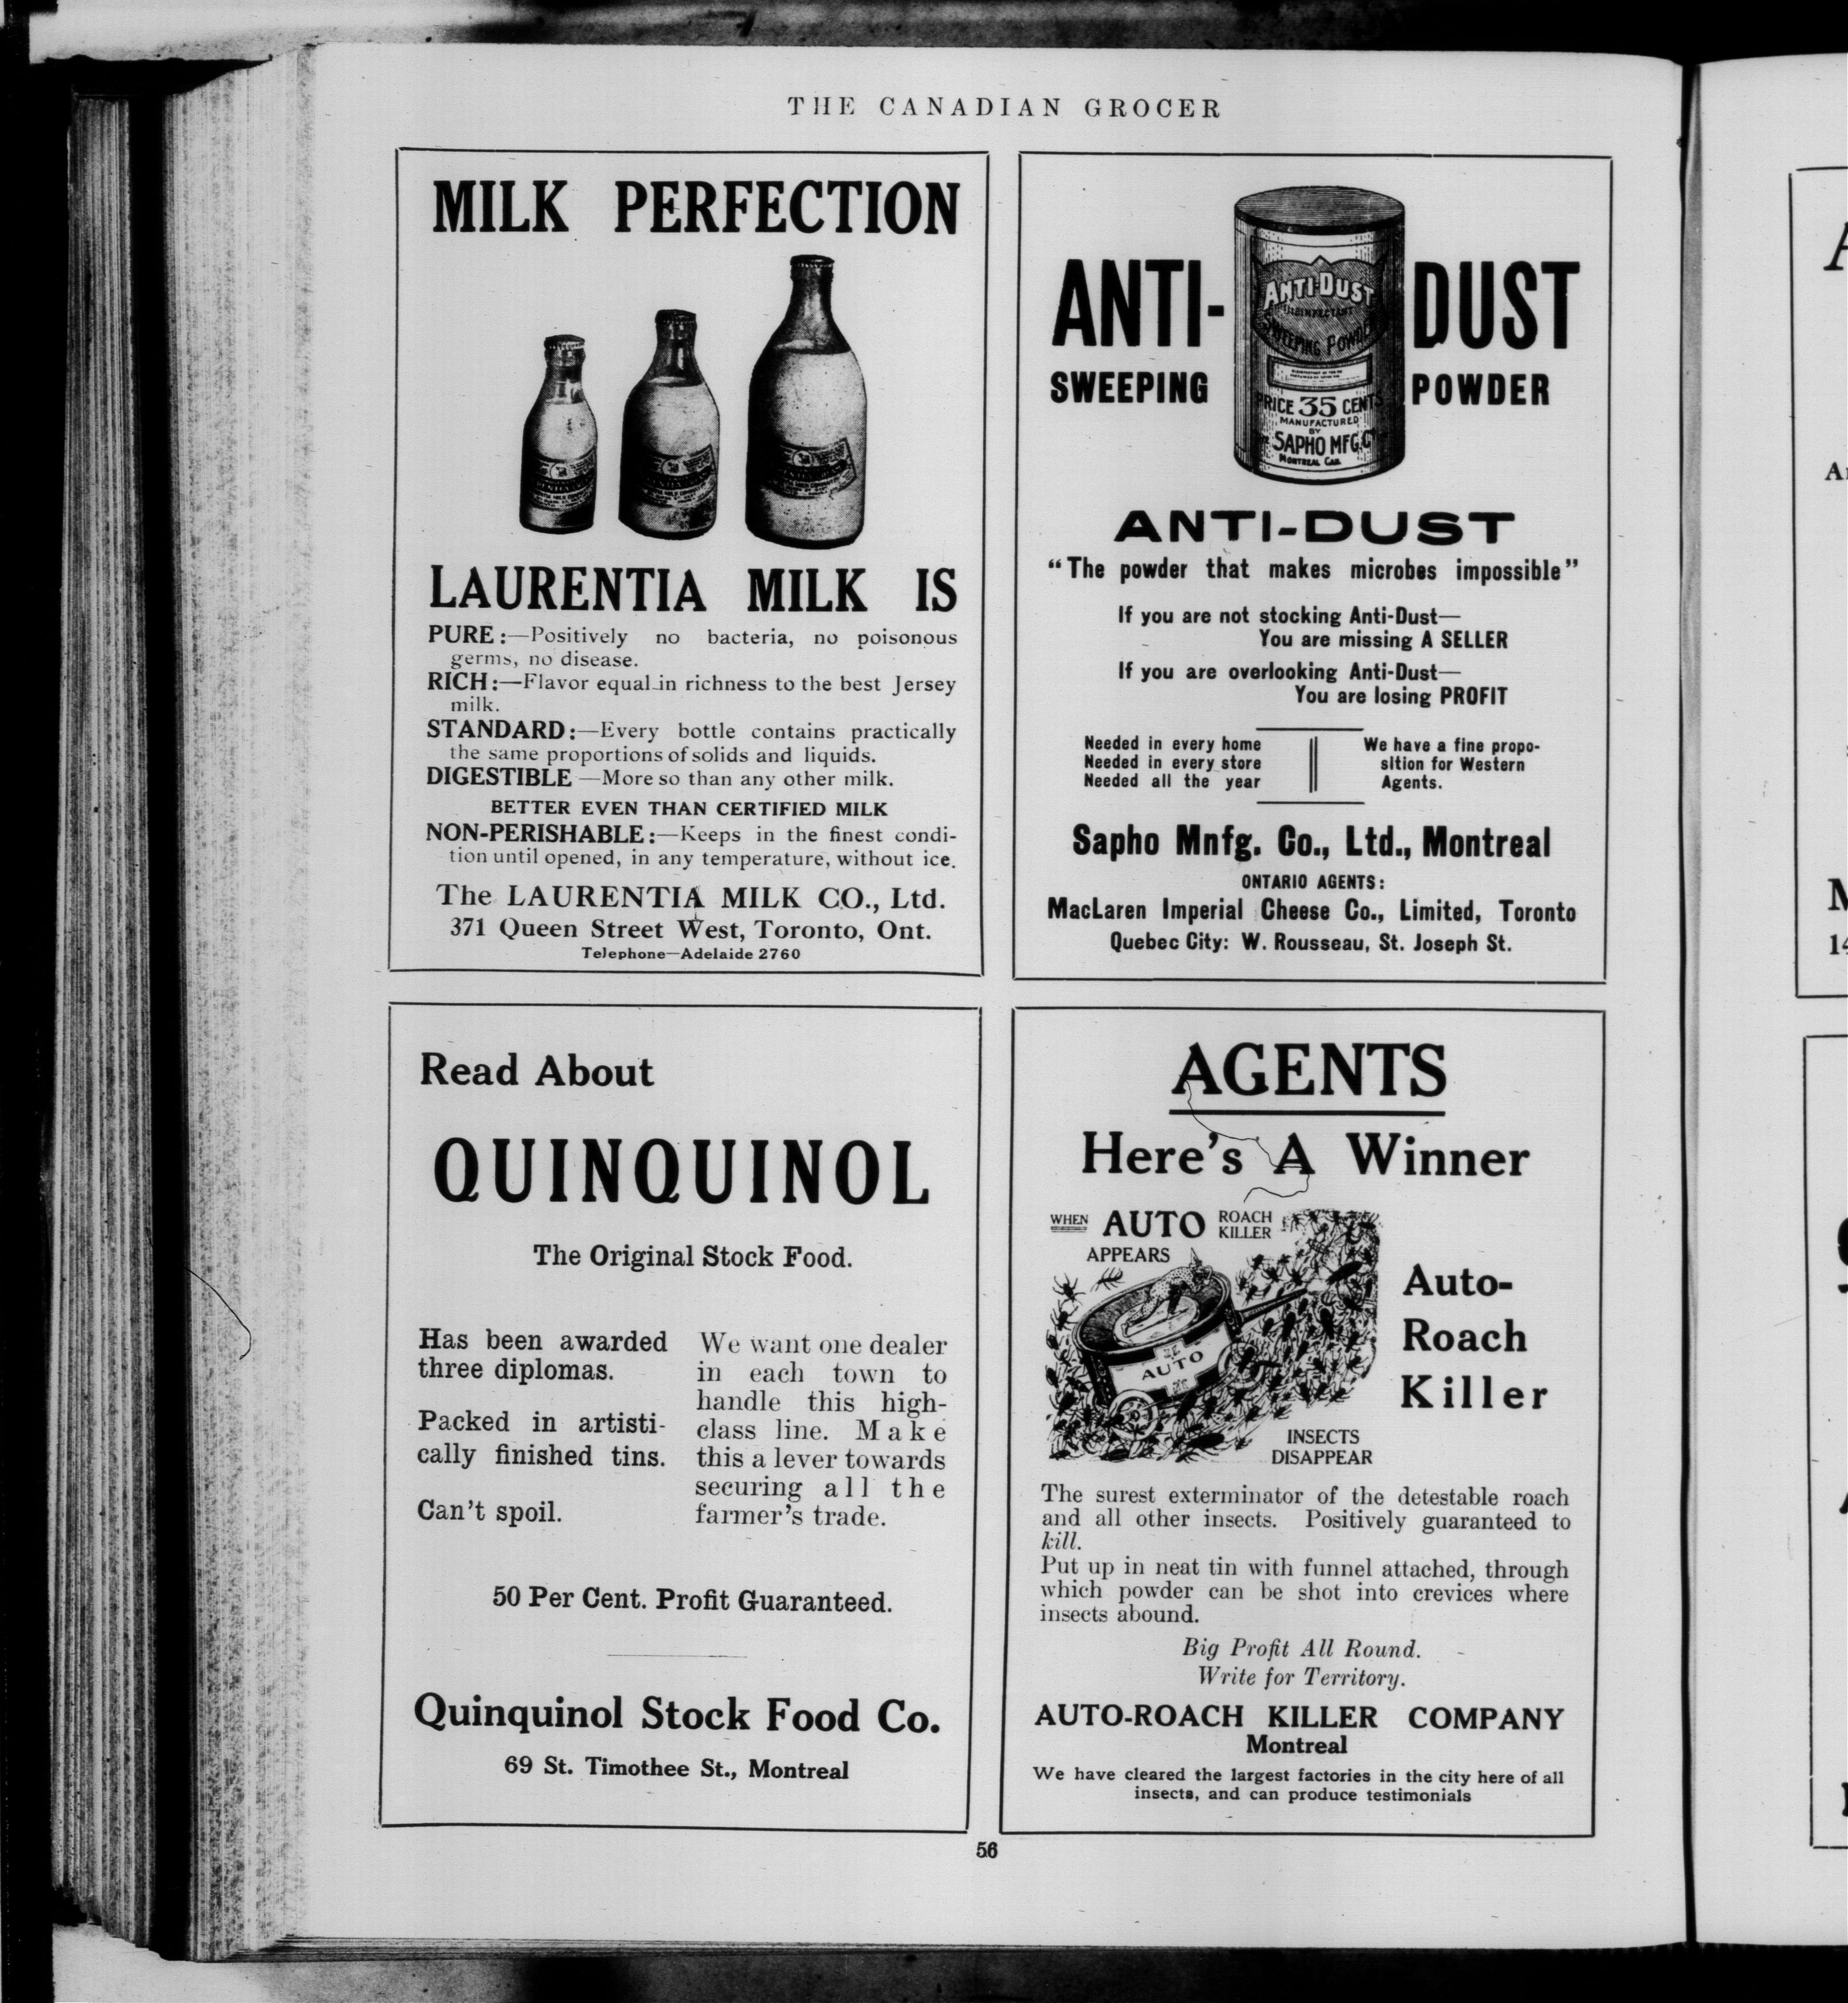 THE CANADIAN GROCER
MILK PERFECTION
LAURENTIA MILK IS
PURE:—Positively no bacteria, no poisonous
germs, no disease.
RICH:—Flavor equal in richness to the best Jersey
milk.
STANDARD:—Every bottle contains practically
the same proportions of solids and liquids.
DIGESTIBLE—More so than any other milk.
BETTER EVEN THAN CERTIFIED MILK
NON-PERISHABLE:—Keeps in the finest condi-
tion until opened, in any temperature, without ice.
The LAURENTIA MILK CO., Ltd.
371 Queen Street West, Toronto, Ont.
Telephone—Adelaide 2760
ANTI-DUST
SWEEPING POWDER
ANTI-DUST
DISINFECTANT
SWEEPING POWDER
PRICE 35 CENTS
MANUFACTURED
BY
THE SAPHO MFG. CO
MONTREAL CAN.
ANTI-DUST
“The powder that makes microbes impossible”
If you are not stocking Anti-Dust—
You are missing A SELLER
If you are overlooking Anti-Dust—
You are losing PROFIT
Needed in every home
Needed in every store
Needed all the year
We have a fine propo-
sition for Western
Agents.
Sapho Mnfg. Co., Ltd., Montreal
ONTARIO AGENTS:
MacLaren Imperial Cheese Co., Limited, Toronto
Quebec City: W. Rousseau, St. Joseph St.
Read About
QUINQUINOL
The Original Stock Food.
Has been awarded
three diplomas.
Packed in artisti-
cally finished tins.
Can't spoil.
We want one dealer
in each town to
handle this high-
class line. Make
this a lever towards
securing all the
farmer's trade.
50 Per Cent. Profit Guaranteed.
Quinquinol Stock Food Co.
69 St. Timothee St., Montreal
AGENTS
Here's A Winner
WHEN AUTO ROACH KILLER
APPEARS
AUTO
INSECTS
DISAPPEAR
Auto-
Roach
Killer
The surest exterminator of the detestable roach
and all other insects. Positively guaranteed to
kill.
Put up in neat tin with funnel attached, through
which powder can be shot into crevices where
insects abound.
Big Profit All Round.
Write for Territory.
AUTO-ROACH KILLER COMPANY
Montreal
We have cleared the largest factories in the city here of all
insects, and can produce testimonials
56